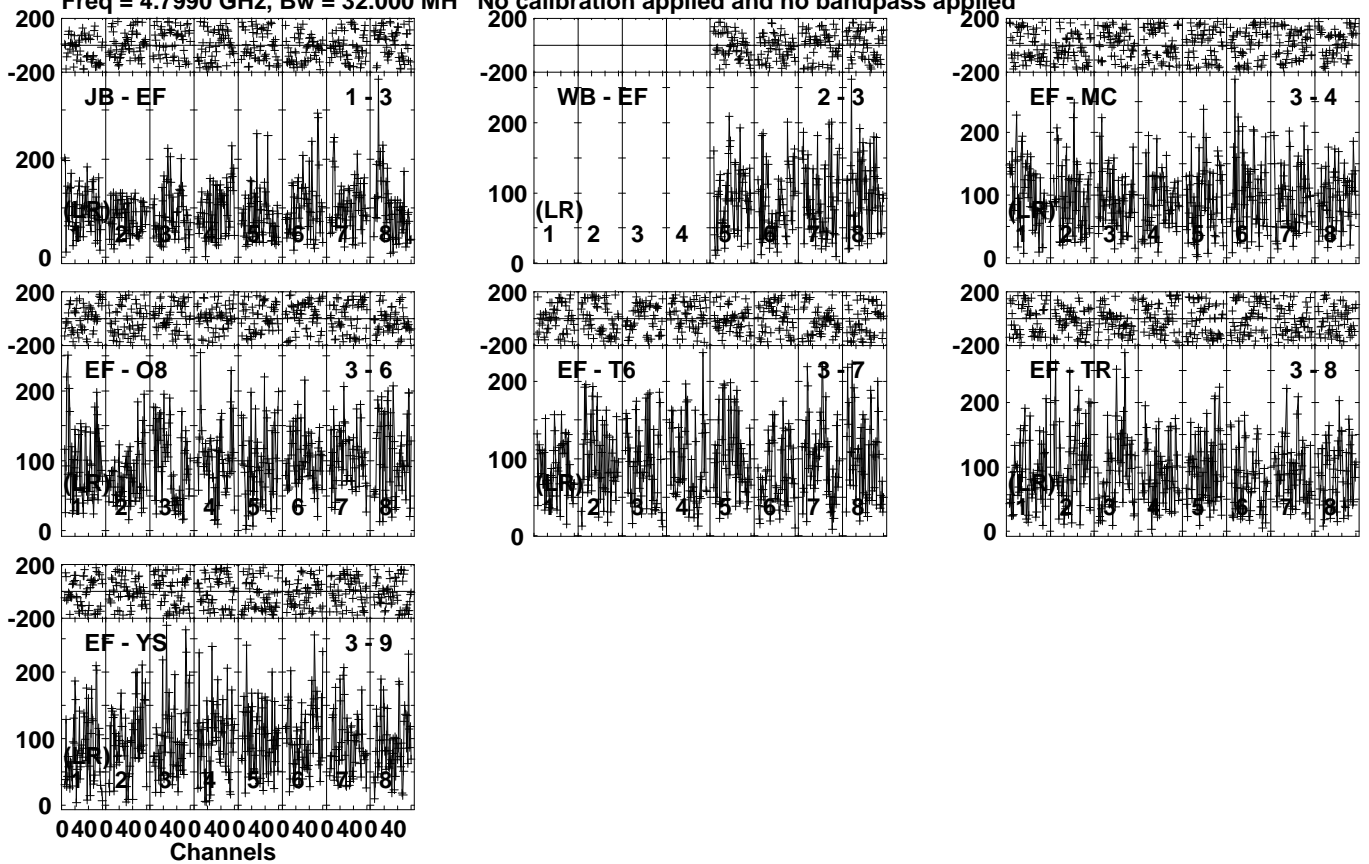 Freq = 4.7990 GHz, Bw = 32.000 MH No calibration applied and no bandpass applied
200
-200
JB - EF 1 - 3
200
(LR)
1 2 3 4 5 6 7 8
0
200
-200
WB - EF 2 - 3
200
100
(LR)
1 2 3 4 5 6 7 8
0
200
-200
EF - MC 3 - 4
200
100
(LR)
1 2 3 4 5 6 7 8
0
200
-200
EF - O8 3 - 6
200
100
(LR)
1 2 3 4 5 6 7 8
0
200
-200
EF - T6 3 - 7
200
100
(LR)
1 2 3 4 5 6 7 8
0
200
-200
EF - TR 3 - 8
200
100
(LR)
1 2 3 4 5 6 7 8
0
200
-200
EF - YS 3 - 9
200
100
(LR)
1 2 3 4 5 6 7 8
0
0 40 0 40 0 40 0 40 0 40 0 40 0 40 0 40
Channels